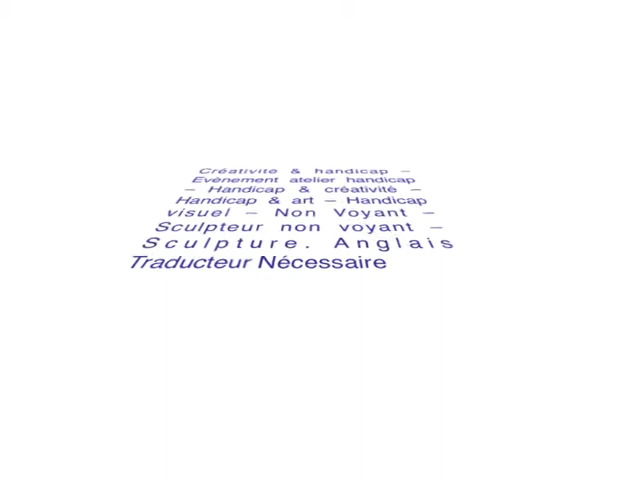 Créativité & handicap –
Evènement atelier handicap
– Handicap & créativité –
Handicap & art – Handicap
visuel – Non Voyant –
Sculpteur non voyant –
Sculpture. Anglais
Traducteur Nécessaire